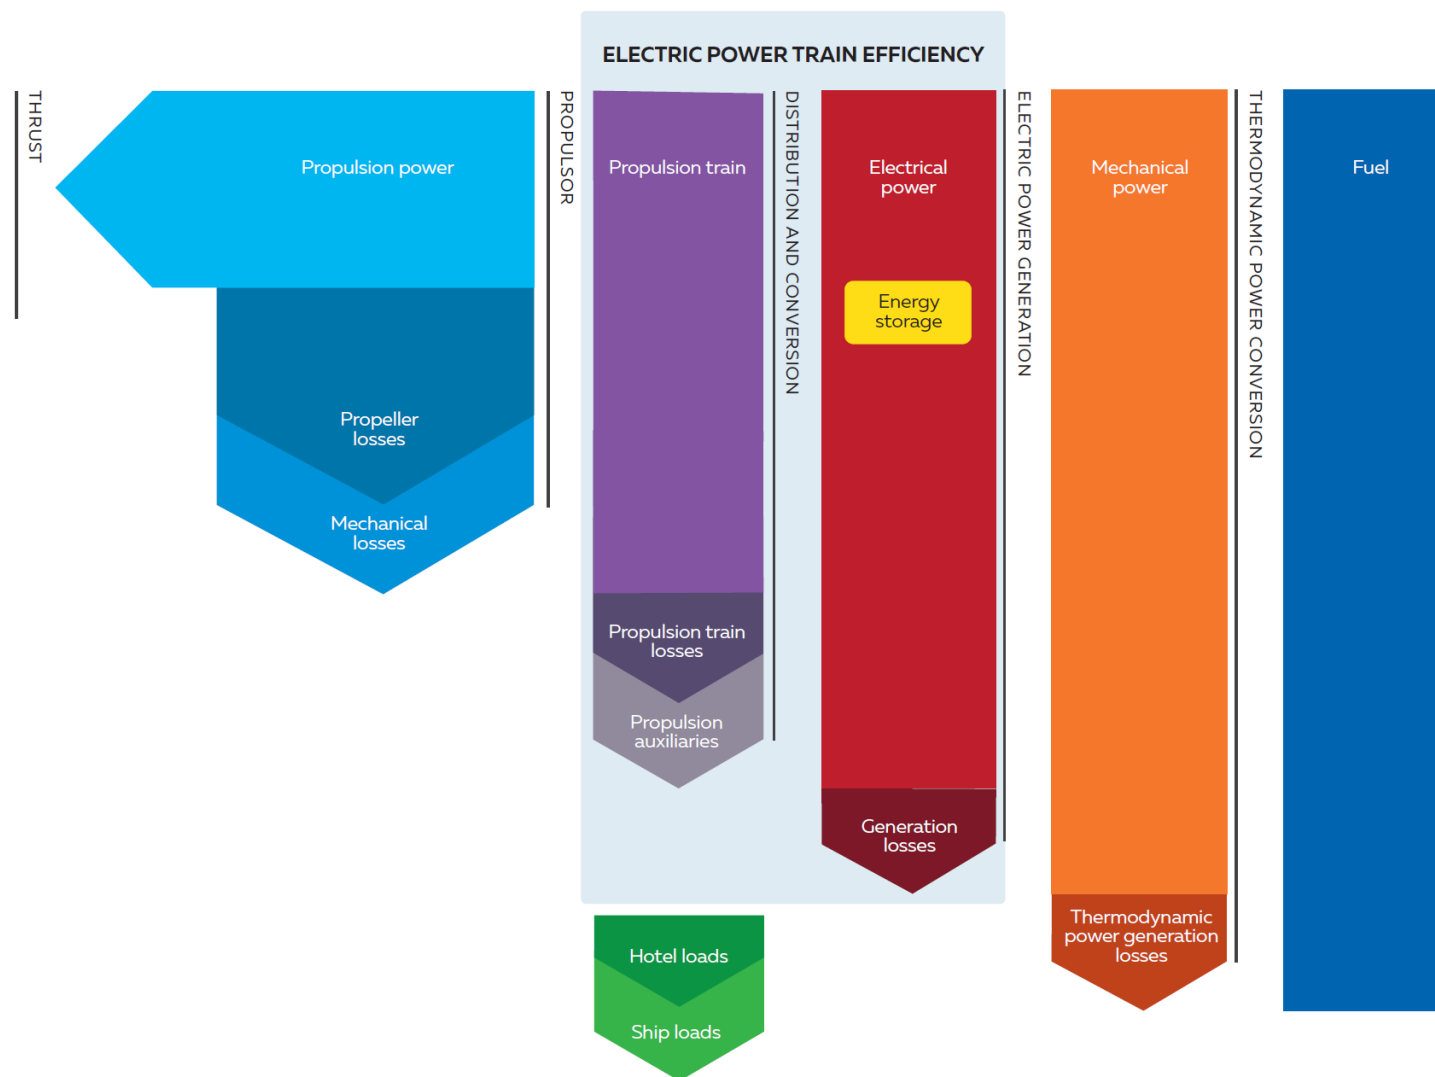 ELECTRIC POWER TRAIN EFFICIENCY
THRUST
Propulsion power
PROPULSOR
Propulsion train
DISTRIBUTION AND CONVERSION
Electrical
power
ELECTRIC POWER GENERATION
Mechanical
power
THERMODYNAMIC POWER CONVERSION
Fuel
Energy
storage
Propeller
losses
Mechanical
losses
Propulsion train
losses
Propulsion
auxiliaries
Generation
losses
Thermodynamic
power generation
losses
Hotel loads
Ship loads